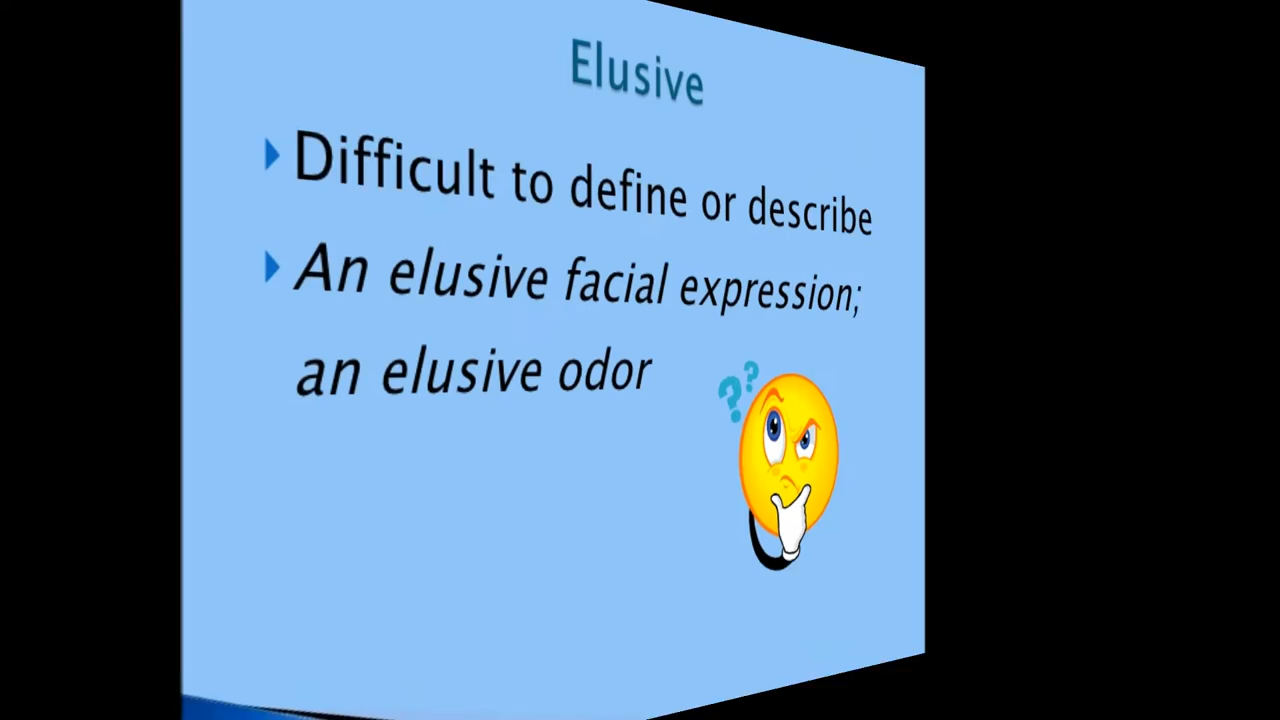 Elusive
Difficult to define or describe
An elusive facial expression;
an elusive odor
??